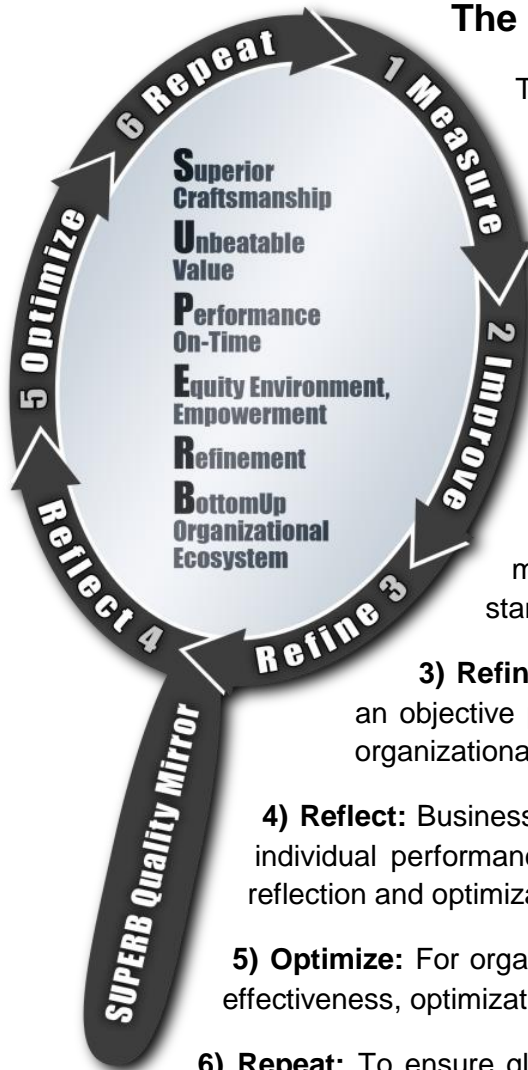 The
T
1 Measure
2 Improve
Refine 3
Reflect 4
5 Optimize
6 Repeat
Superior
Craftsmanship
Unbeatable
Value
Performance
On-Time
Equity Environment,
Empowerment
Refinement
BottomUp
Organizational
Ecosystem
SUPERB Quality Mirror
m
star
3) Refin
an objective
organizationa
4) Reflect: Business
individual performanc
reflection and optimiza
5) Optimize: For orga
effectiveness, optimizat
6) Repeat: To ensure gl